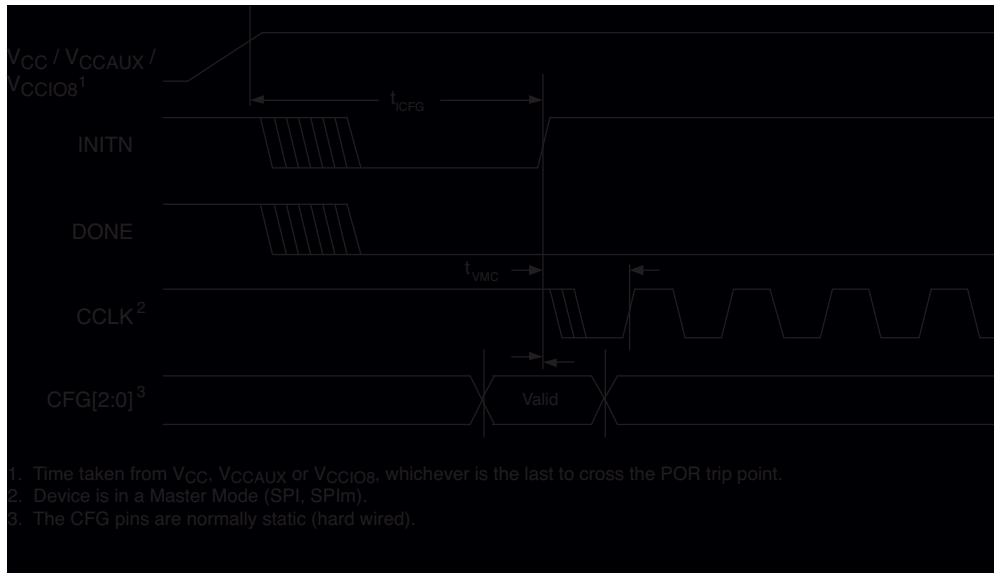 VCC / VCCAUX /
VCCIO8¹
tICFG
INITN
DONE
tVMC
CCLK²
CFG[2:0]³
Valid
1. Time taken from VCC, VCCAUX or VCCIO8, whichever is the last to cross the POR trip point.
2. Device is in a Master Mode (SPI, SPIm).
3. The CFG pins are normally static (hard wired).